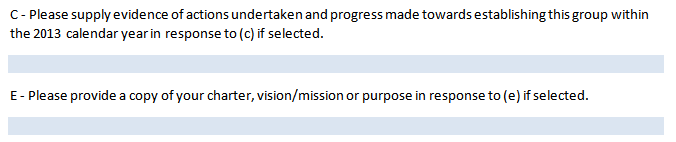 C - Please supply evidence of actions undertaken and progress made towards establishing this group within
the 2013 calendar year in response to (c) if selected.
E - Please provide a copy of your charter, vision/mission or purpose in response to (e) if selected.